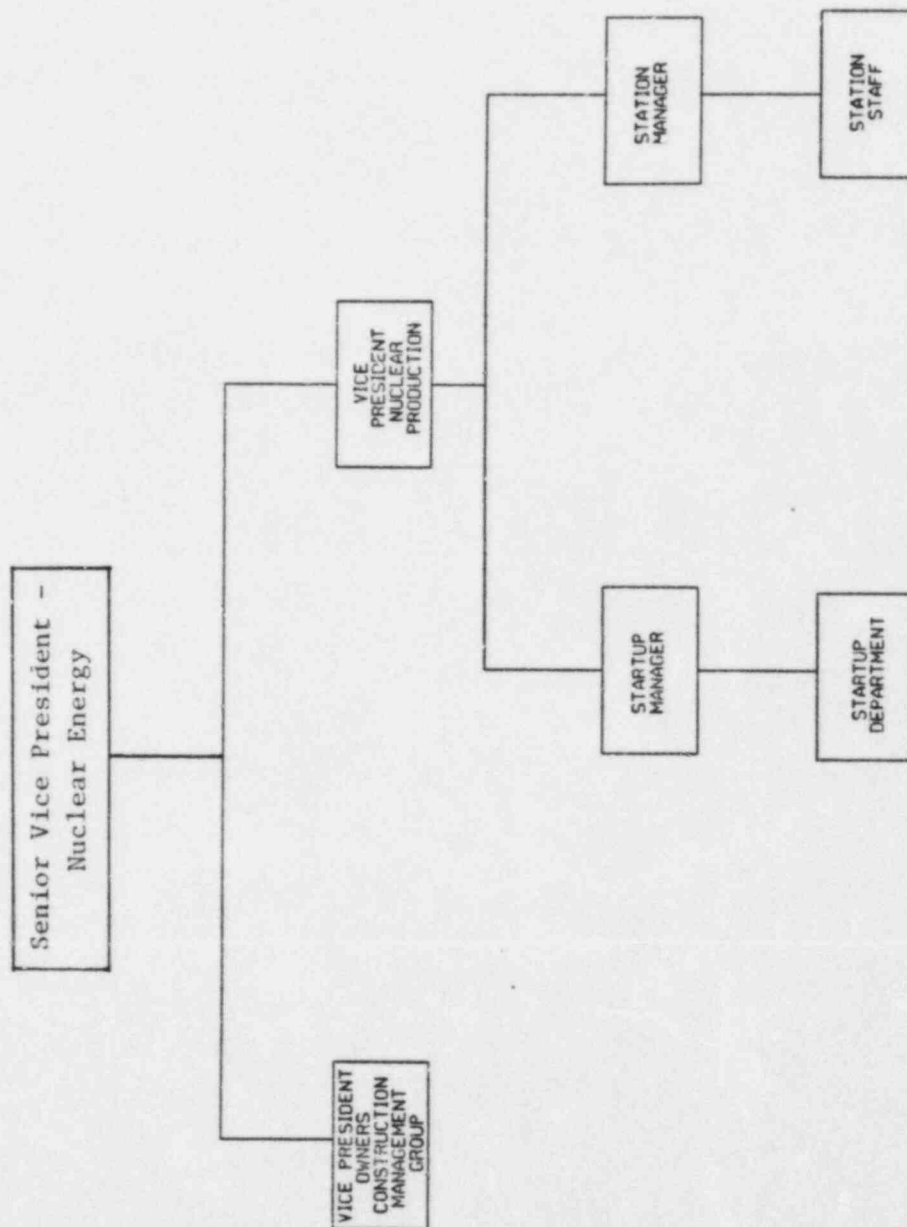 Senior Vice President -
Nuclear Energy
VICE PRESIDENT
OWNERS
CONSTRUCTION
MANAGEMENT
GROUP
VICE
PRESIDENT
NUCLEAR
PRODUCTION
STARTUP
MANAGER
STATION
MANAGER
STARTUP
DEPARTMENT
STATION
STAFF